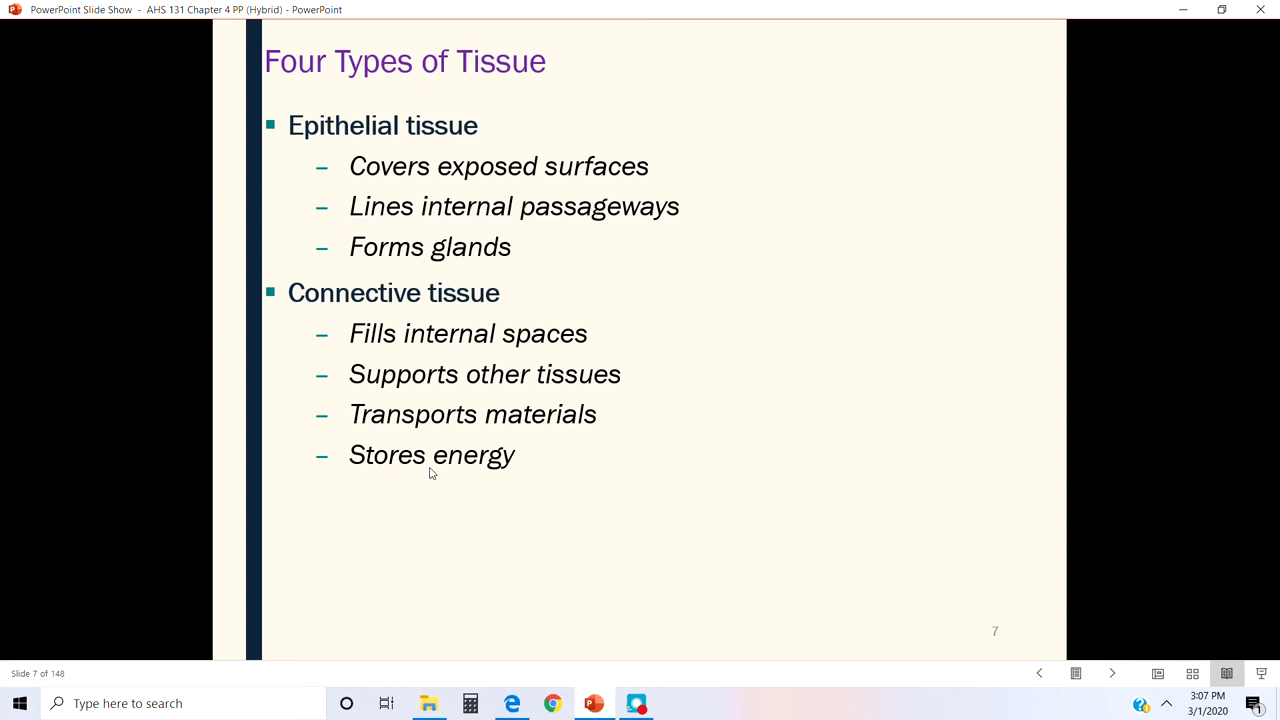 PowerPoint Slide Show - AHS 131 Chapter 4 PP (Hybrid) - PowerPoint
Four Types of Tissue
Epithelial tissue
– Covers exposed surfaces
– Lines internal passageways
– Forms glands
Connective tissue
– Fills internal spaces
– Supports other tissues
– Transports materials
– Stores energy
7
Slide 7 of 148
Type here to search
3:07 PM
3/1/2020
1